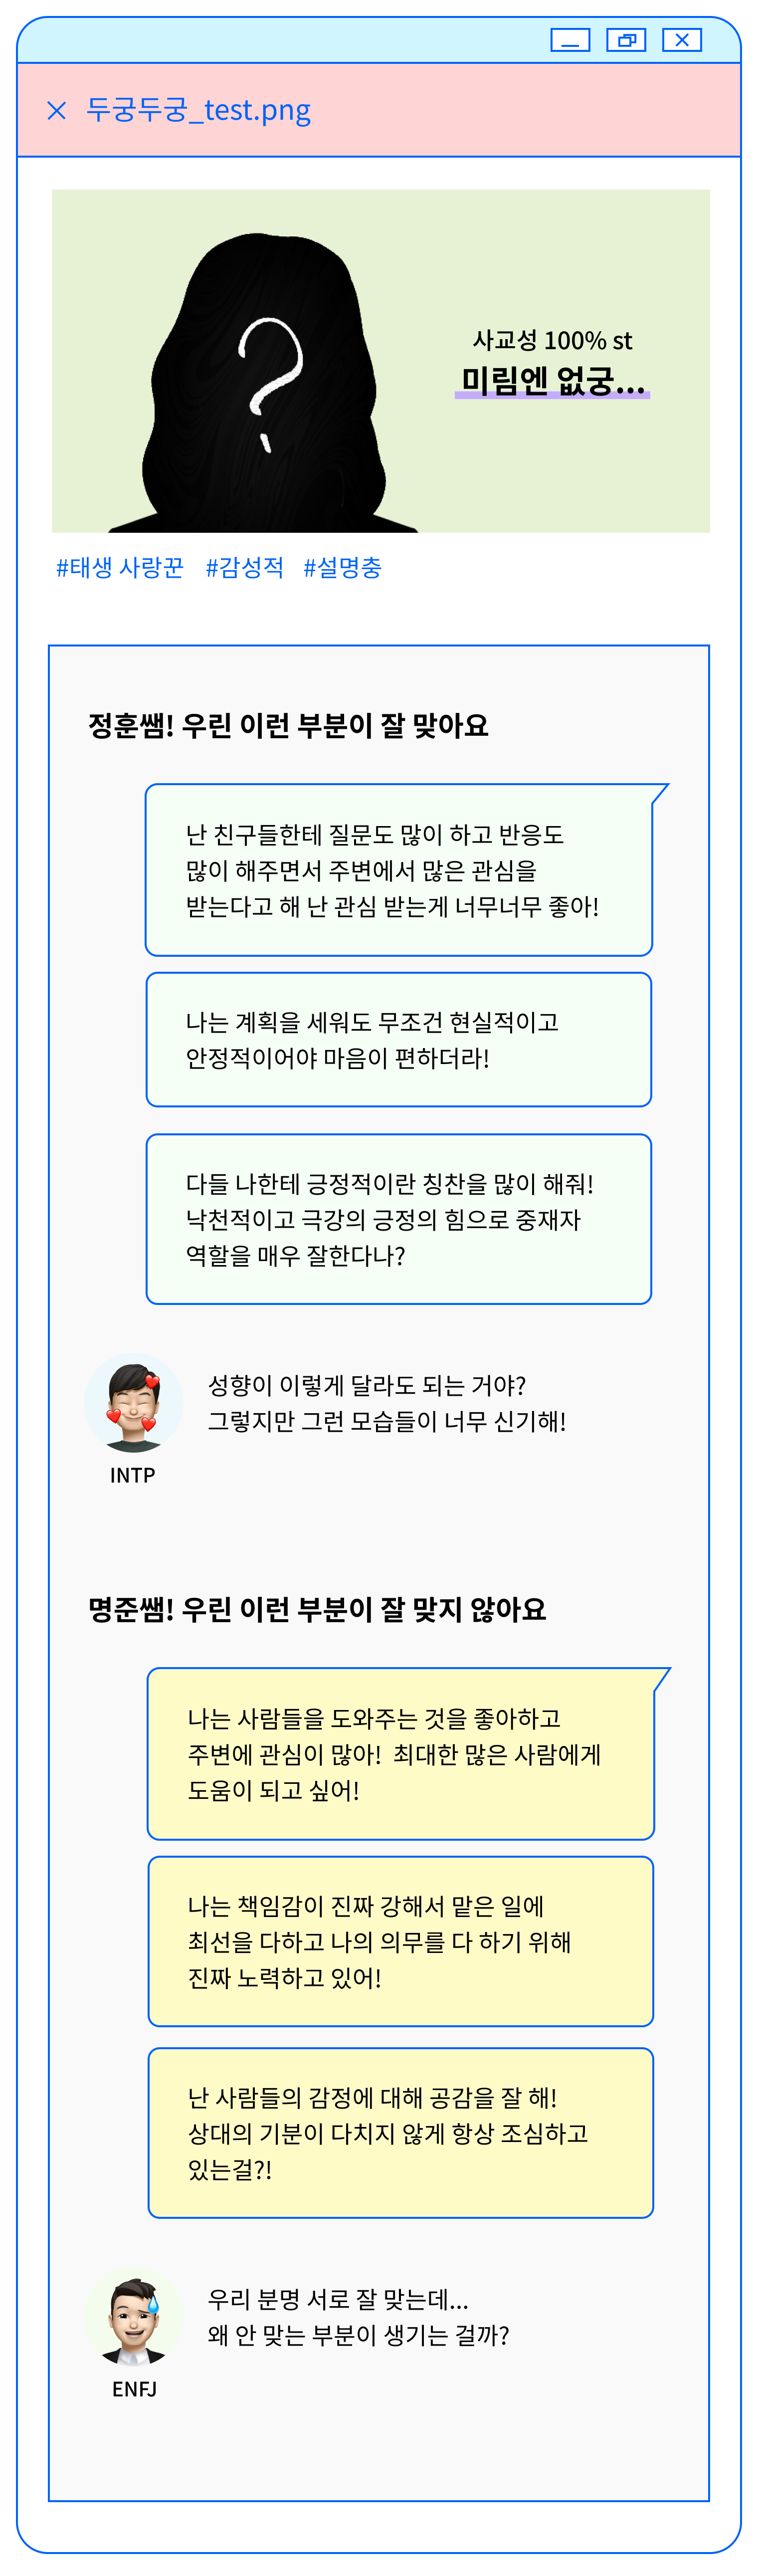 두궁두궁_test.png
사교성 100% st
미림엔 없궁...
#태생 사랑꾼 #감성적 #설명충
정훈쌤! 우린 이런 부분이 잘 맞아요
난 친구들한테 질문도 많이 하고 반응도
많이 해주면서 주변에서 많은 관심을
받는다고 해 난 관심 받는게 너무너무 좋아!
나는 계획을 세워도 무조건 현실적이고
안정적이어야 마음이 편하더라!
다들 나한테 긍정적이란 칭찬을 많이 해줘!
낙천적이고 극강의 긍정의 힘으로 중재자
역할을 매우 잘한다나?
성향이 이렇게 달라도 되는 거야?
그렇지만 그런 모습들이 너무 신기해!
INTP
명준쌤! 우린 이런 부분이 잘 맞지 않아요
나는 사람들을 도와주는 것을 좋아하고
주변에 관심이 많아! 최대한 많은 사람에게
도움이 되고 싶어!
나는 책임감이 진짜 강해서 맡은 일에
최선을 다하고 나의 의무를 다 하기 위해
진짜 노력하고 있어!
난 사람들의 감정에 대해 공감을 잘 해!
상대의 기분이 다치지 않게 항상 조심하고
있는걸?!
우리 분명 서로 잘 맞는데...
왜 안 맞는 부분이 생기는 걸까?
ENFJ